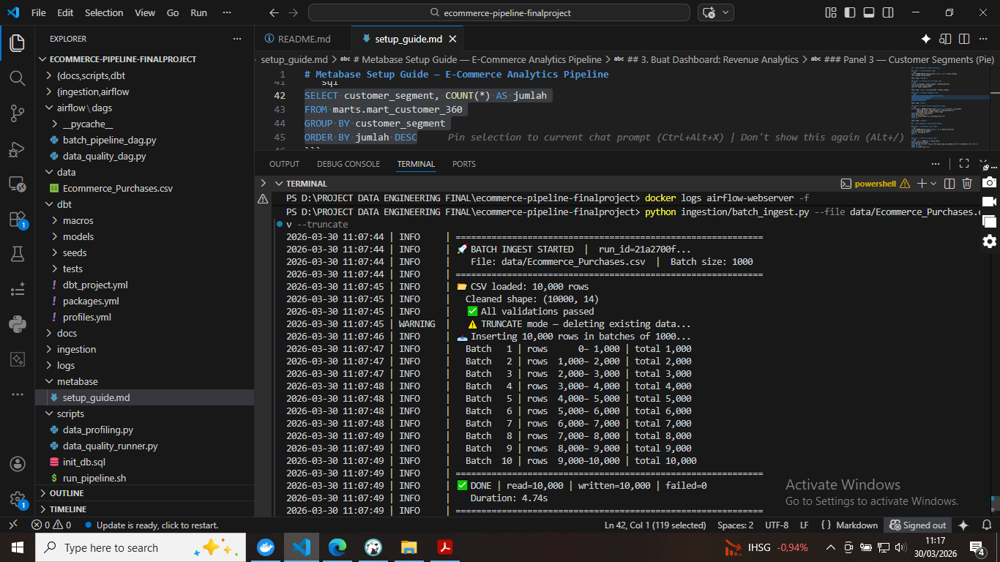 File Edit Selection View Go Run ··· ecommerce-pipeline-finalproject
EXPLORER ···
README.md setup_guide.md
ECOMMERCE-PIPELINE-FINALPROJECT
{docs,scripts,dbt
{ingestion,airflow
airflow \ dags
__pycache__
batch_pipeline_dag.py
data_quality_dag.py
data
Ecommerce_Purchases.csv
dbt
macros
models
seeds
tests
dbt_project.yml
packages.yml
profiles.yml
docs
ingestion
logs
metabase
setup_guide.md
scripts
data_profiling.py
data_quality_runner.py
init_db.sql
run_pipeline.sh
OUTLINE
TIMELINE
1
1
setup_guide.md > # Metabase Setup Guide — E-Commerce Analytics Pipeline > ## 3. Buat Dashboard: Revenue Analytics > ### Panel 3 — Customer Segments (Pie)
1 # Metabase Setup Guide — E-Commerce Analytics Pipeline
41 sql
42 SELECT customer_segment, COUNT(*) AS jumlah
43 FROM marts.mart_customer_360
44 GROUP BY customer_segment
45 ORDER BY jumlah DESC Pin selection to current chat prompt (Ctrl+Alt+X) | Don't show this again (Alt+/)
46 ```
OUTPUT DEBUG CONSOLE TERMINAL PORTS
TERMINAL powershell
PS D:\PROJECT DATA ENGINEERING FINAL\ecommerce-pipeline-finalproject> docker logs airflow-webserver -f
PS D:\PROJECT DATA ENGINEERING FINAL\ecommerce-pipeline-finalproject> python ingestion/batch_ingest.py --file data/Ecommerce_Purchases.c
v --truncate
2026-03-30 11:07:44 | INFO | ============================================================
2026-03-30 11:07:44 | INFO | 🚀 BATCH INGEST STARTED | run_id=21a2700f...
2026-03-30 11:07:44 | INFO | File: data/Ecommerce_Purchases.csv | Batch size: 1000
2026-03-30 11:07:44 | INFO | ============================================================
2026-03-30 11:07:45 | INFO | 📂 CSV loaded: 10,000 rows
2026-03-30 11:07:45 | INFO | Cleaned shape: (10000, 14)
2026-03-30 11:07:45 | INFO | ✅ All validations passed
2026-03-30 11:07:45 | WARNING | ⚠️ TRUNCATE mode — deleting existing data...
2026-03-30 11:07:46 | INFO | 📥 Inserting 10,000 rows in batches of 1000...
2026-03-30 11:07:47 | INFO | Batch 1 | rows 0– 1,000 | total 1,000
2026-03-30 11:07:47 | INFO | Batch 2 | rows 1,000– 2,000 | total 2,000
2026-03-30 11:07:47 | INFO | Batch 3 | rows 2,000– 3,000 | total 3,000
2026-03-30 11:07:48 | INFO | Batch 4 | rows 3,000– 4,000 | total 4,000
2026-03-30 11:07:48 | INFO | Batch 5 | rows 4,000– 5,000 | total 5,000
2026-03-30 11:07:48 | INFO | Batch 6 | rows 5,000– 6,000 | total 6,000
2026-03-30 11:07:48 | INFO | Batch 7 | rows 6,000– 7,000 | total 7,000
2026-03-30 11:07:49 | INFO | Batch 8 | rows 7,000– 8,000 | total 8,000
2026-03-30 11:07:49 | INFO | Batch 9 | rows 8,000– 9,000 | total 9,000
2026-03-30 11:07:49 | INFO | Batch 10 | rows 9,000–10,000 | total 10,000
2026-03-30 11:07:49 | INFO | ============================================================
2026-03-30 11:07:49 | INFO | ✅ DONE | read=10,000 | written=10,000 | failed=0
2026-03-30 11:07:49 | INFO | Duration: 4.74s
2026-03-30 11:07:49 | INFO | ============================================================
Activate Windows
Go to Settings to activate Windows.
0 0 Update is ready, click to restart. Ln 42, Col 1 (119 selected) Spaces: 2 UTF-8 LF { } Markdown Signed out
Type here to search IHSG -0,94% 11:17
30/03/2026
4